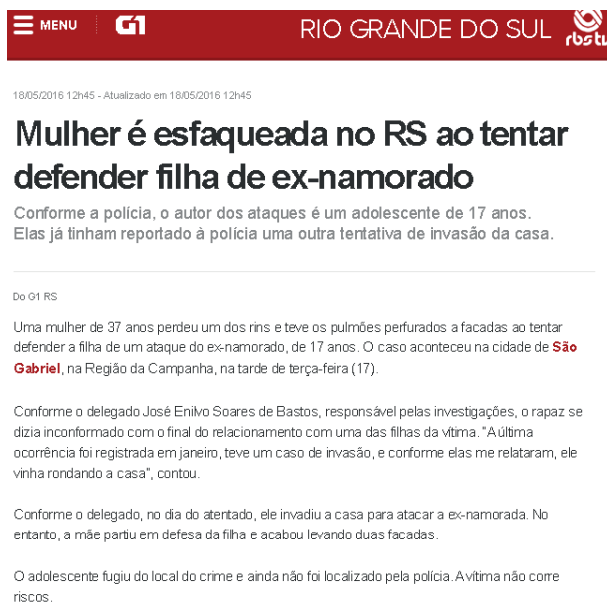 MENU G1 RIO GRANDE DO SUL rbs tv
18/05/2016 12h45 - Atualizado em 18/05/2016 12h45
Mulher é esfaqueada no RS ao tentar
defender filha de ex-namorado
Conforme a polícia, o autor dos ataques é um adolescente de 17 anos.
Elas já tinham reportado à polícia uma outra tentativa de invasão da casa.
Do G1 RS
Uma mulher de 37 anos perdeu um dos rins e teve os pulmões perfurados a facadas ao tentar
defender a filha de um ataque do ex-namorado, de 17 anos. O caso aconteceu na cidade de São
Gabriel, na Região da Campanha, na tarde de terça-feira (17).
Conforme o delegado José Enilvo Soares de Bastos, responsável pelas investigações, o rapaz se
dizia inconformado com o final do relacionamento com uma das filhas da vítima. "A última
ocorrência foi registrada em janeiro, teve um caso de invasão, e conforme elas me relataram, ele
vinha rondando a casa", contou.
Conforme o delegado, no dia do atentado, ele invadiu a casa para atacar a ex-namorada. No
entanto, a mãe partiu em defesa da filha e acabou levando duas facadas.
O adolescente fugiu do local do crime e ainda não foi localizado pela polícia. A vítima não corre
riscos.